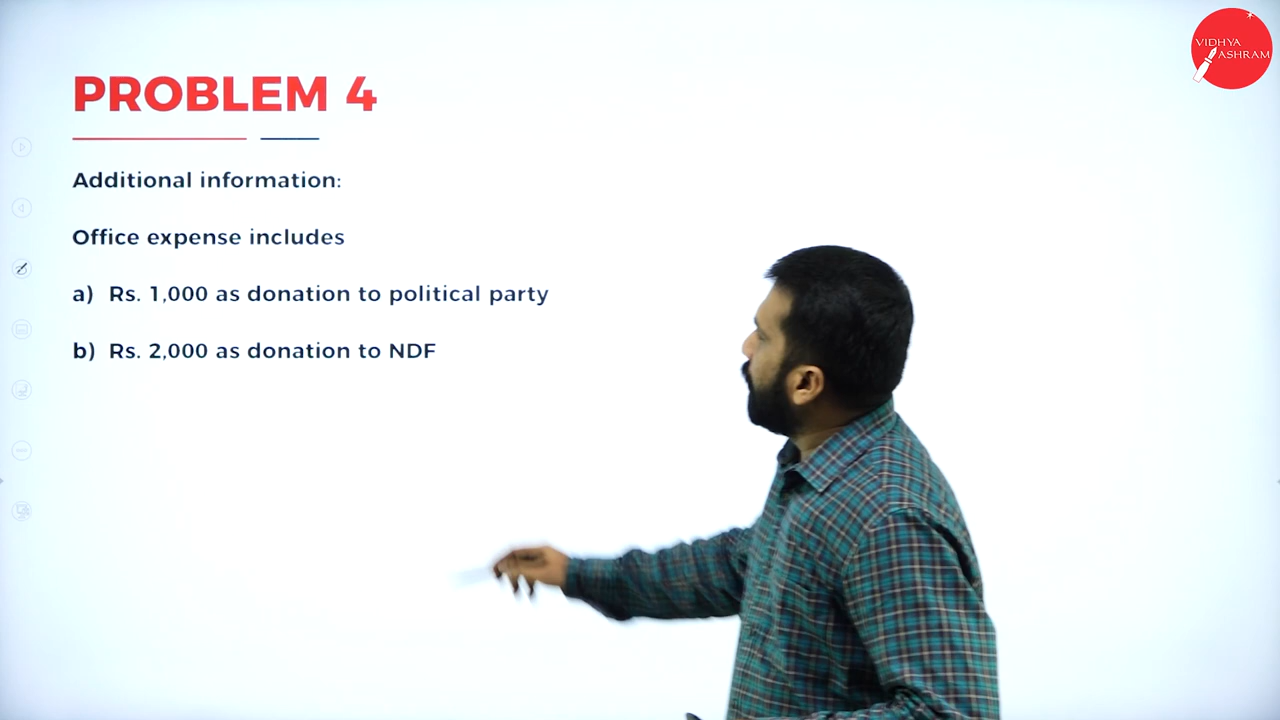 PROBLEM 4
Additional information:
Office expense includes
a) Rs. 1,000 as donation to political party
b) Rs. 2,000 as donation to NDF
VIDHYA
ASHRAM